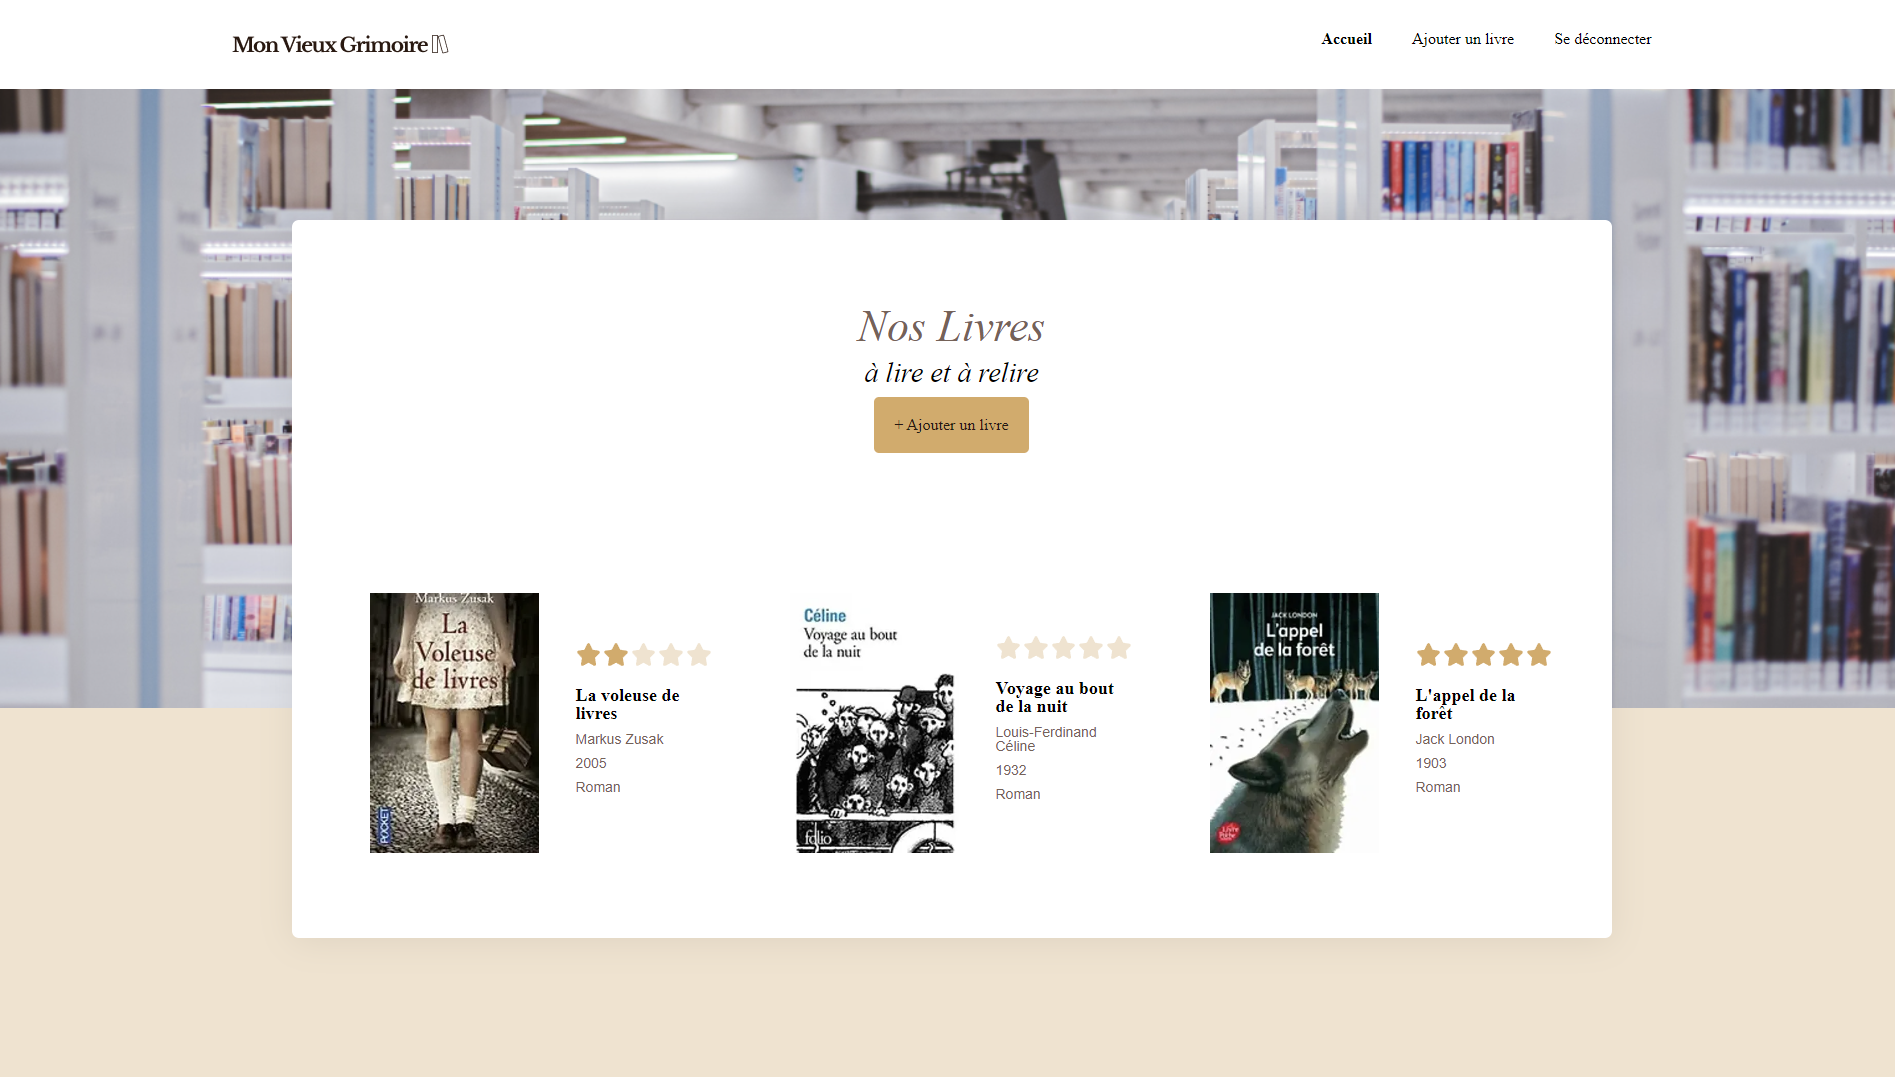 Mon Vieux Grimoire
Accueil
Ajouter un livre
Se déconnecter
Nos Livres
à lire et à relire
+ Ajouter un livre
Markus Zusak
La
Voleuse
de livres
POCKET
La voleuse de
livres
Markus Zusak
2005
Roman
Céline
Voyage au bout
de la nuit
folio
Voyage au bout
de la nuit
Louis-Ferdinand
Céline
1932
Roman
JACK LONDON
L'appel
de la forêt
Livre
Poche
L'appel de la
forêt
Jack London
1903
Roman